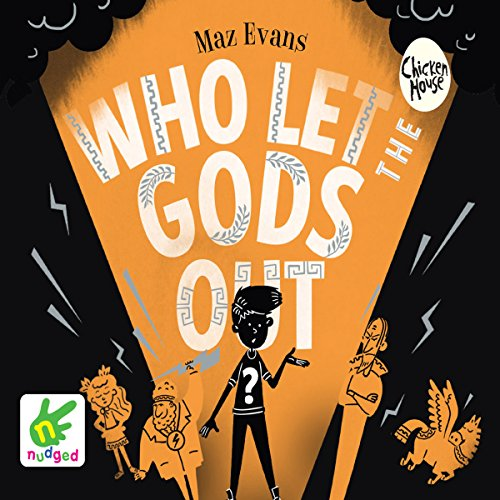 Maz Evans
Chicken
House
WHO LET
THE
GODS
OUT
?
n
nudged